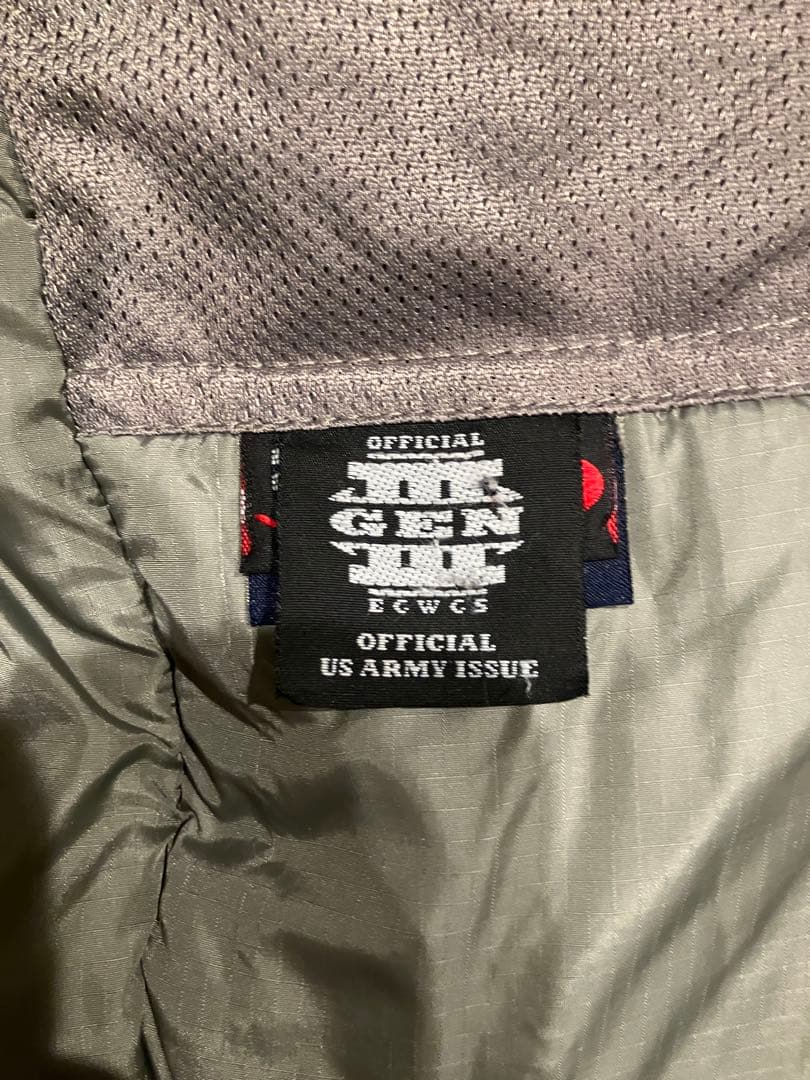 OFFICIAL
III
GEN
III
ECWCS
OFFICIAL
US ARMY ISSUE